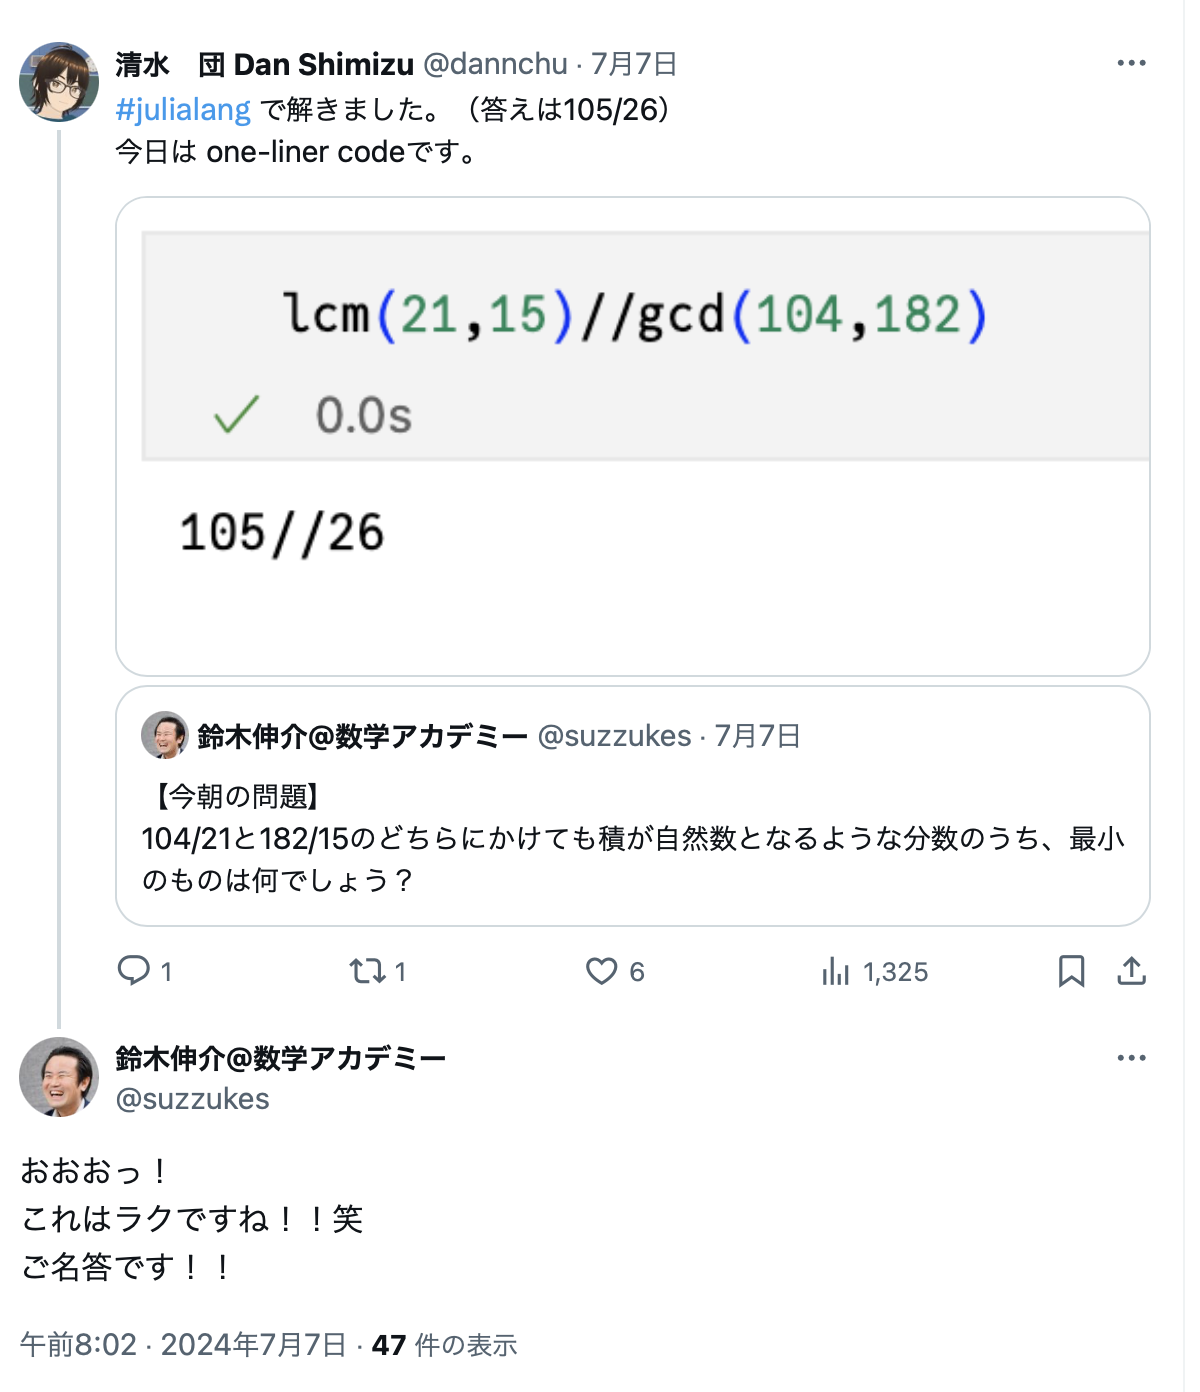 清水　団 Dan Shimizu @dannchu · 7月7日
#julialang で解きました。（答えは105/26）
今日は one-liner codeです。
lcm(21,15)//gcd(104,182)
✓ 0.0s
105//26
鈴木伸介@数学アカデミー @suzzukes · 7月7日
【今朝の問題】
104/21と182/15のどちらにかけても積が自然数となるような分数のうち、最小
のものは何でしょう？
1 1 6 1,325
鈴木伸介@数学アカデミー
@suzzukes
おおおっ！
これはラクですね！！笑
ご名答です！！
午前8:02 · 2024年7月7日 · 47 件の表示